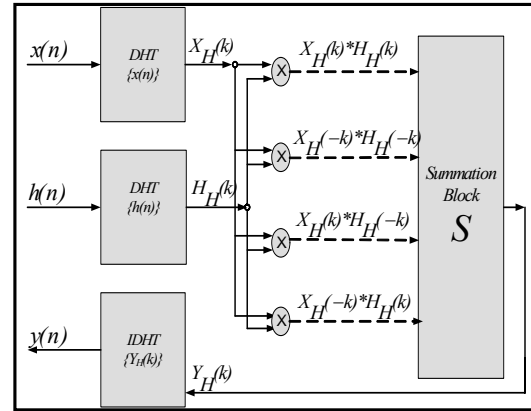 x(n)
DHT
{x(n)}
X_H(k)
X
X_H(k)*H_H(k)
X
X_H(−k)*H_H(−k)
h(n)
DHT
{h(n)}
H_H(k)
X
X_H(k)*H_H(−k)
X
X_H(−k)*H_H(k)
Summation
Block
S
y(n)
IDHT
{Y_H(k)}
Y_H(k)